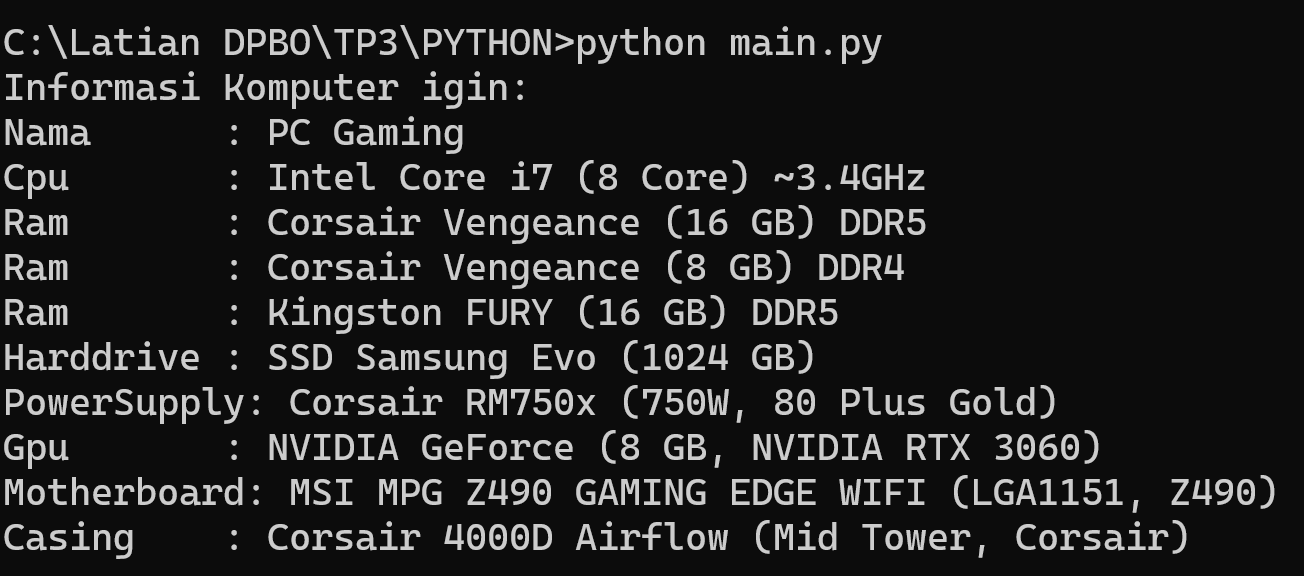 C:\Latian DPBO\TP3\PYTHON>python main.py
Informasi Komputer igin:
Nama      : PC Gaming
Cpu       : Intel Core i7 (8 Core) ~3.4GHz
Ram       : Corsair Vengeance (16 GB) DDR5
Ram       : Corsair Vengeance (8 GB) DDR4
Ram       : Kingston FURY (16 GB) DDR5
Harddrive : SSD Samsung Evo (1024 GB)
PowerSupply: Corsair RM750x (750W, 80 Plus Gold)
Gpu       : NVIDIA GeForce (8 GB, NVIDIA RTX 3060)
Motherboard: MSI MPG Z490 GAMING EDGE WIFI (LGA1151, Z490)
Casing    : Corsair 4000D Airflow (Mid Tower, Corsair)